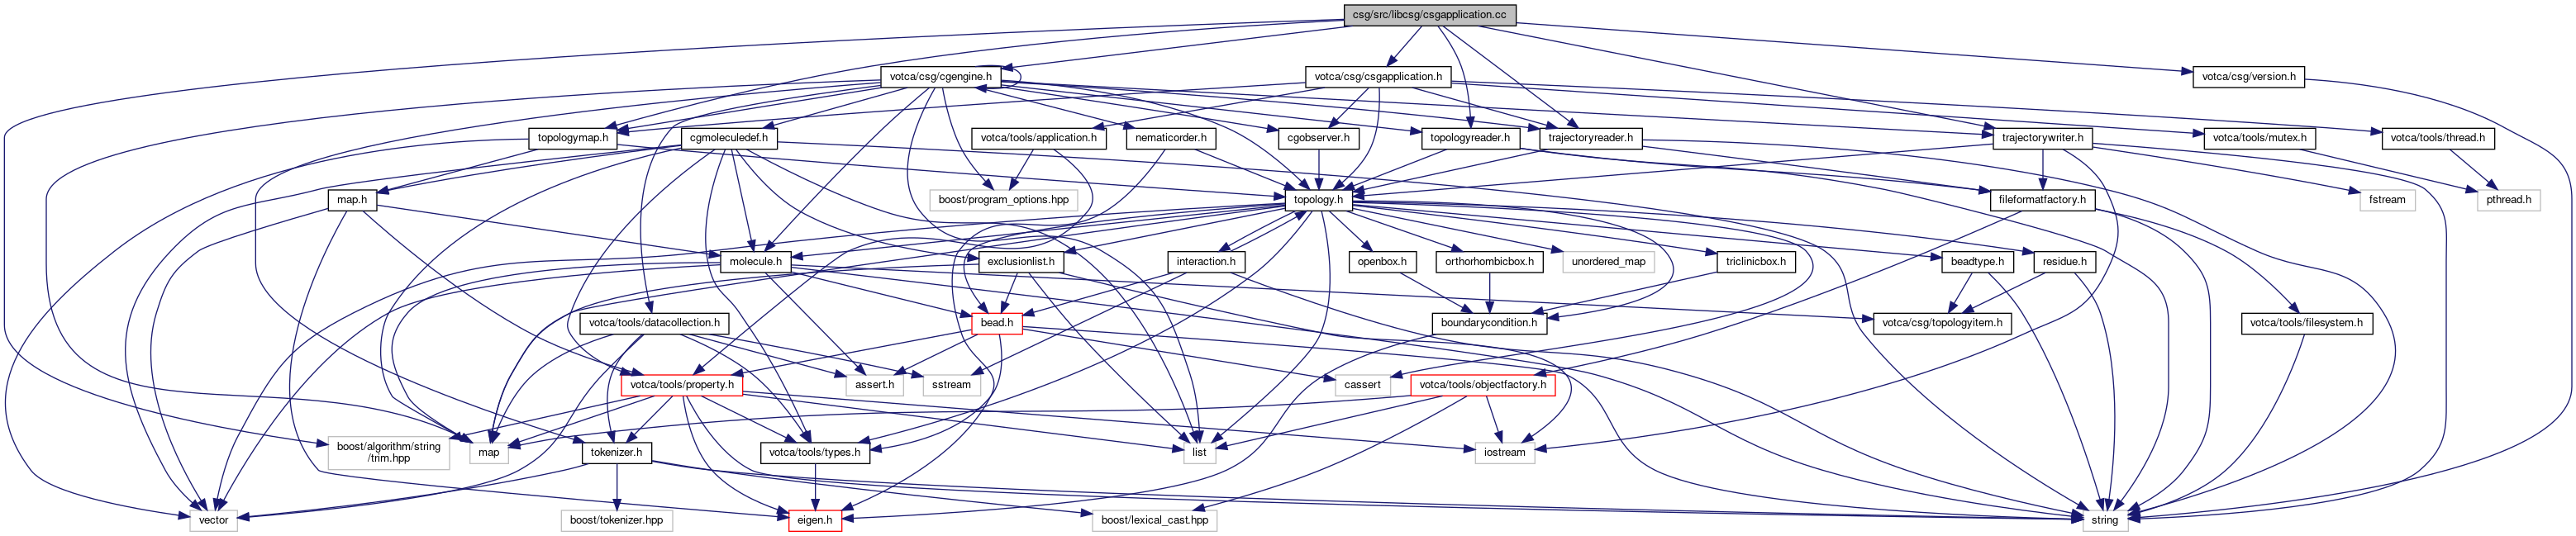 csg/src/libcsg/csgapplication.cc
votca/csg/cgengine.h
votca/csg/csgapplication.h
votca/csg/version.h
topologymap.h
cgmoleculedef.h
votca/tools/application.h
nematicorder.h
cgobserver.h
topologyreader.h
trajectoryreader.h
trajectorywriter.h
votca/tools/mutex.h
votca/tools/thread.h
map.h
boost/program_options.hpp
topology.h
fileformatfactory.h
fstream
pthread.h
molecule.h
exclusionlist.h
interaction.h
openbox.h
orthorhombicbox.h
unordered_map
triclinicbox.h
beadtype.h
residue.h
votca/tools/datacollection.h
bead.h
boundarycondition.h
votca/csg/topologyitem.h
votca/tools/filesystem.h
votca/tools/property.h
assert.h
sstream
cassert
votca/tools/objectfactory.h
boost/algorithm/string
/trim.hpp
map
tokenizer.h
votca/tools/types.h
list
iostream
vector
boost/tokenizer.hpp
eigen.h
boost/lexical_cast.hpp
string